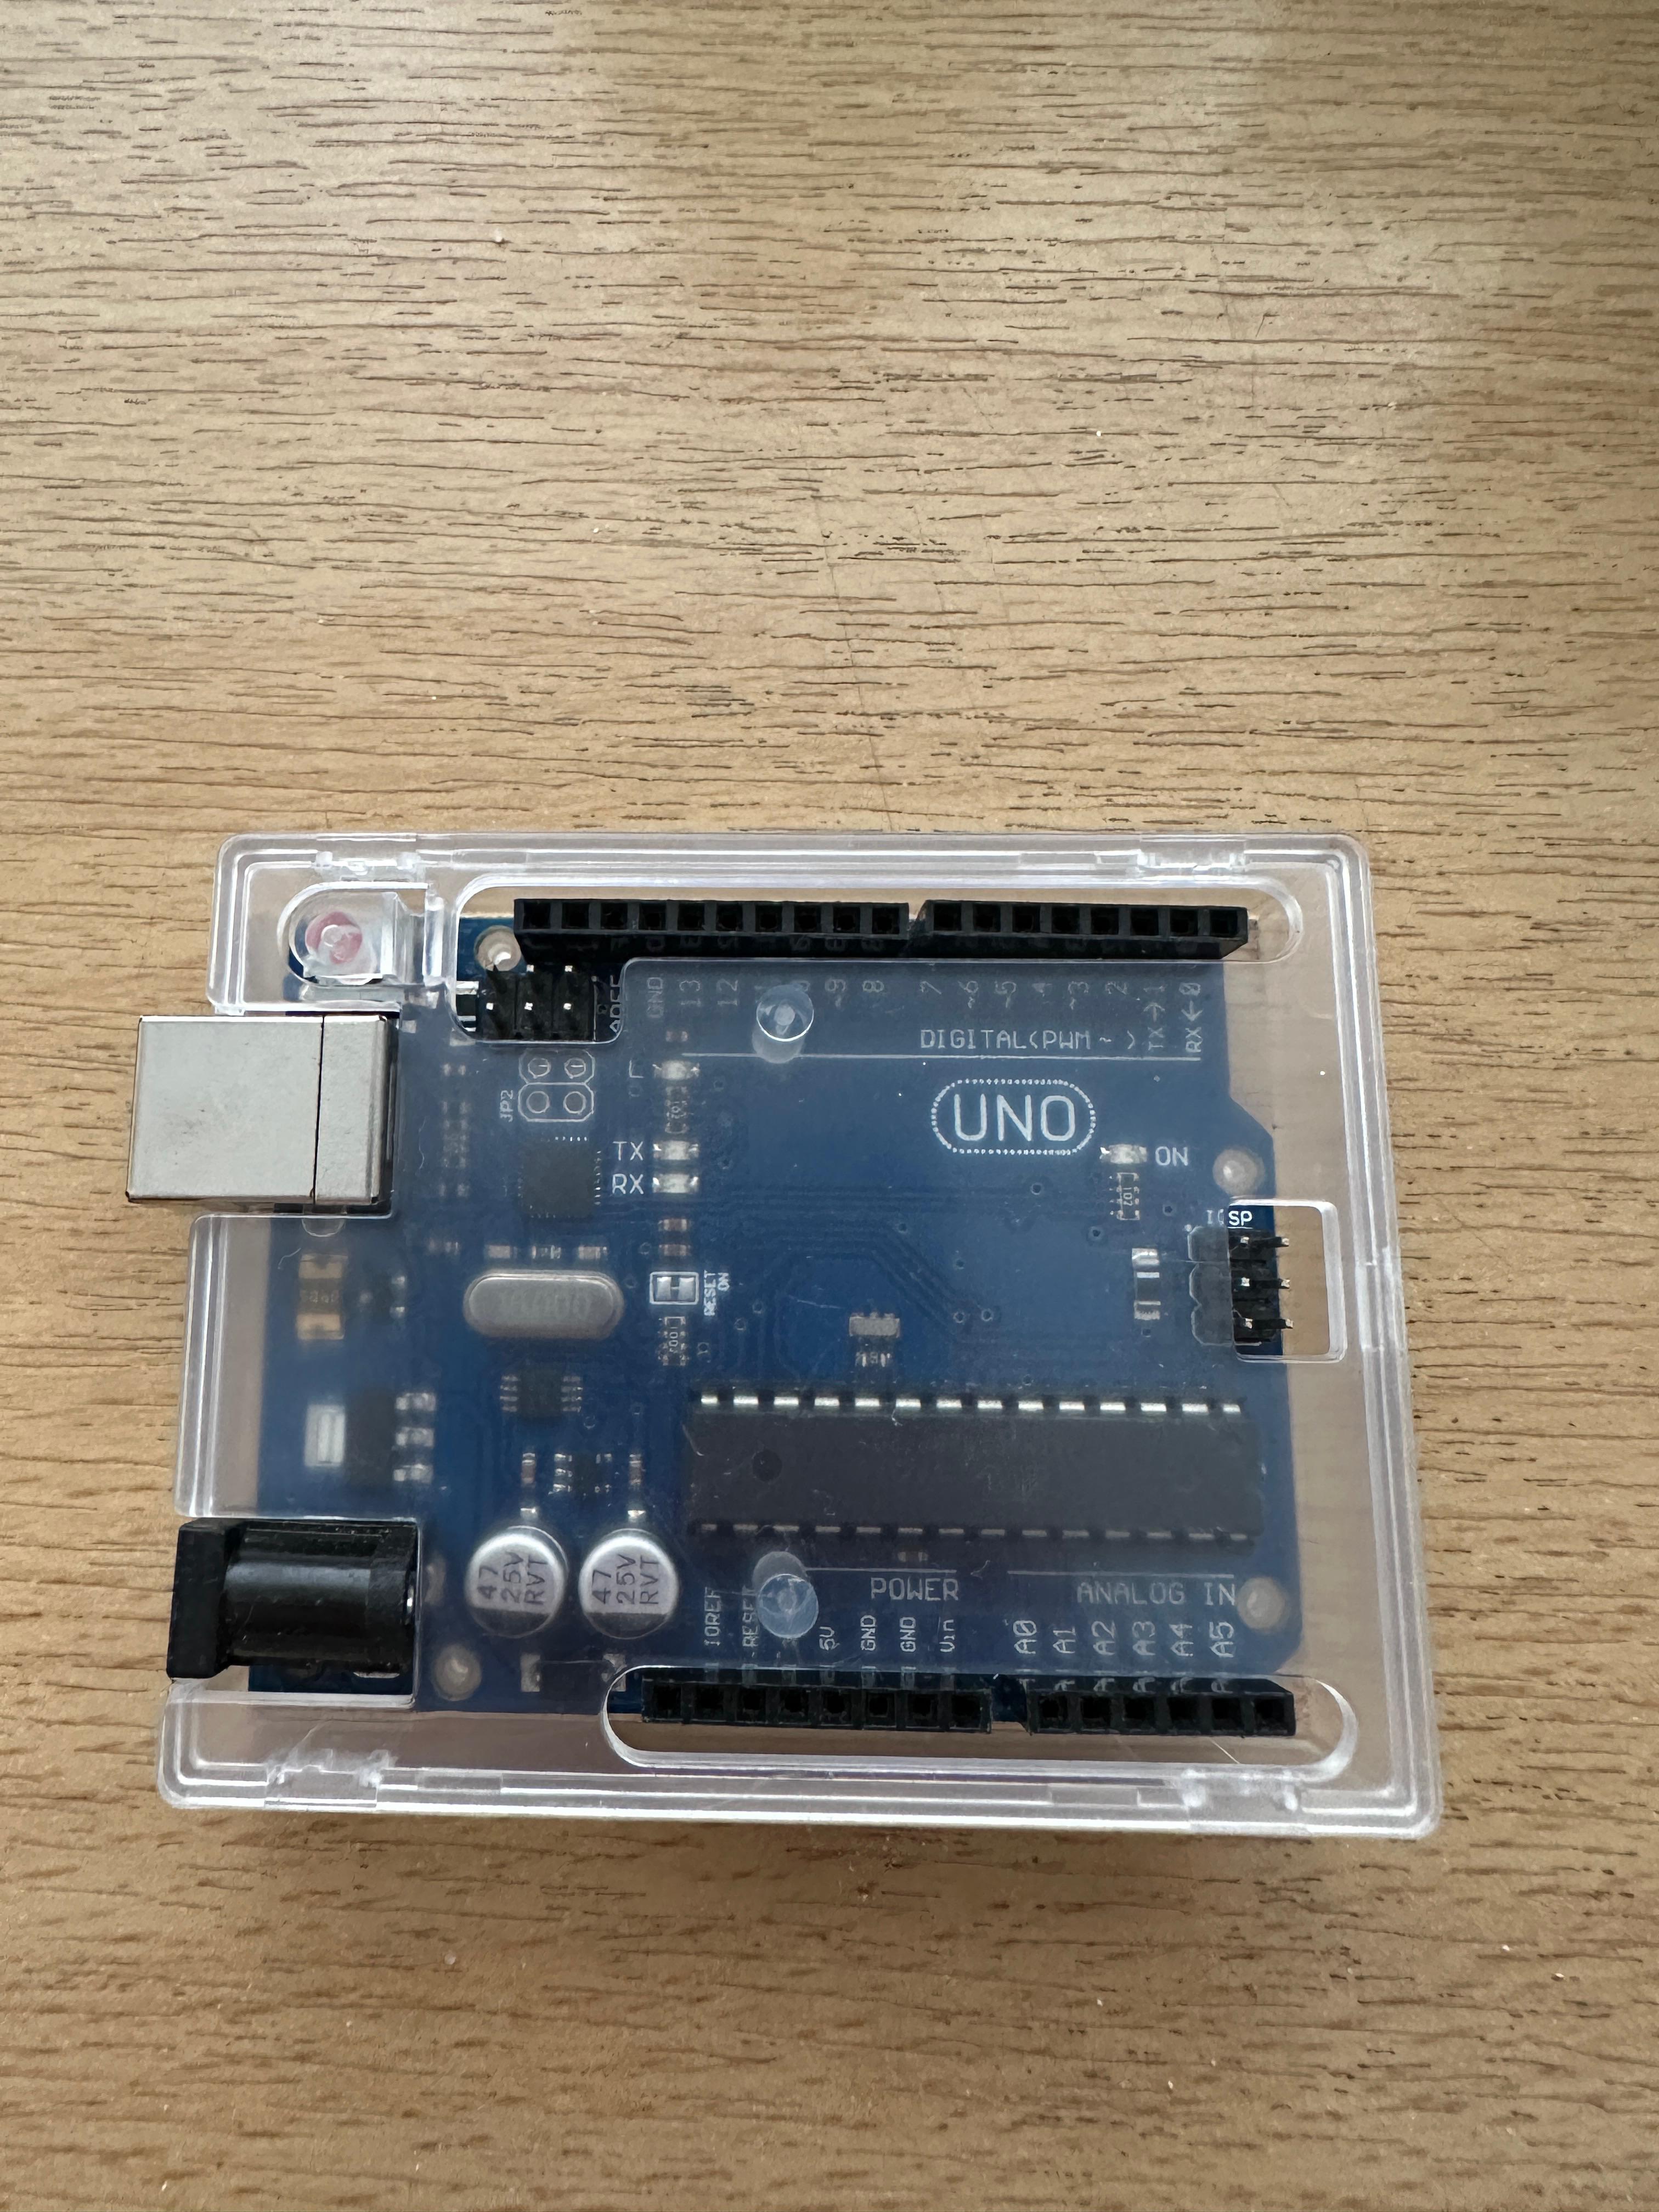 AREF
GND
13
12
~9
8
7
~6
~5
4
~3
2
TX→1
RX←0
DIGITAL(PWM ~ )
L
JP2
TX
RX
UNO
ON
ICSP
RESET
ON
47
25V
RVT
47
25V
RVT
POWER
ANALOG IN
IOREF
RESET
5V
GND
GND
Vin
A0
A1
A2
A3
A4
A5